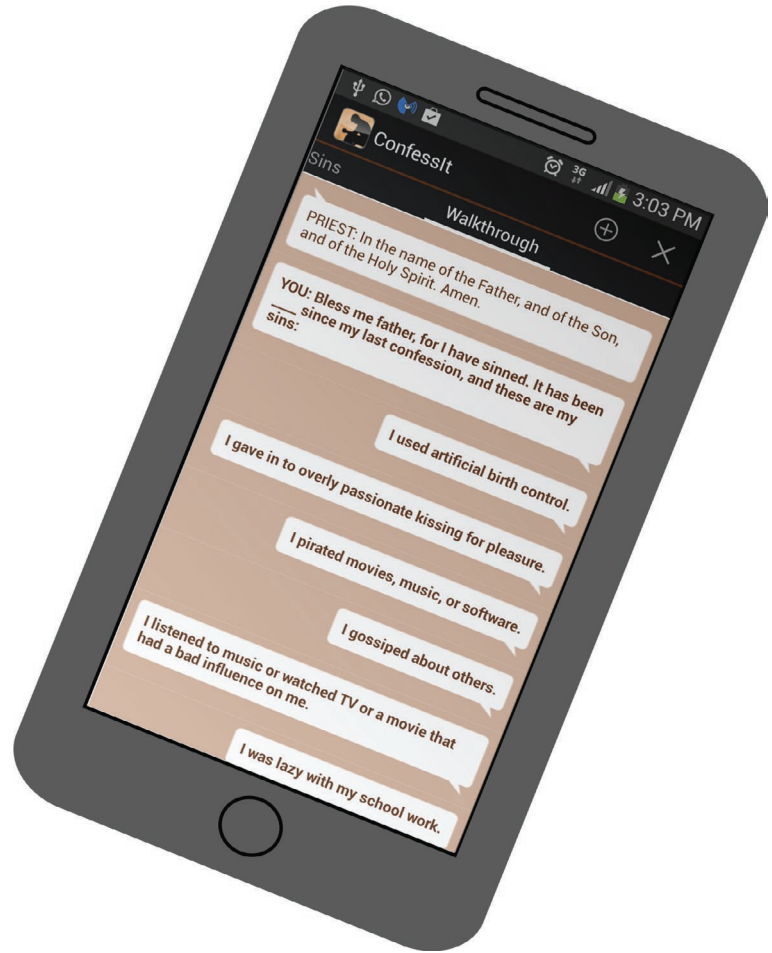 3G
3:03 PM
ConfessIt
Sins
Walkthrough
PRIEST: In the name of the Father, and of the Son,
and of the Holy Spirit. Amen.
YOU: Bless me father, for I have sinned. It has been
____ since my last confession, and these are my
sins:
I used artificial birth control.
I gave in to overly passionate kissing for pleasure.
I pirated movies, music, or software.
I gossiped about others.
I listened to music or watched TV or a movie that
had a bad influence on me.
I was lazy with my school work.